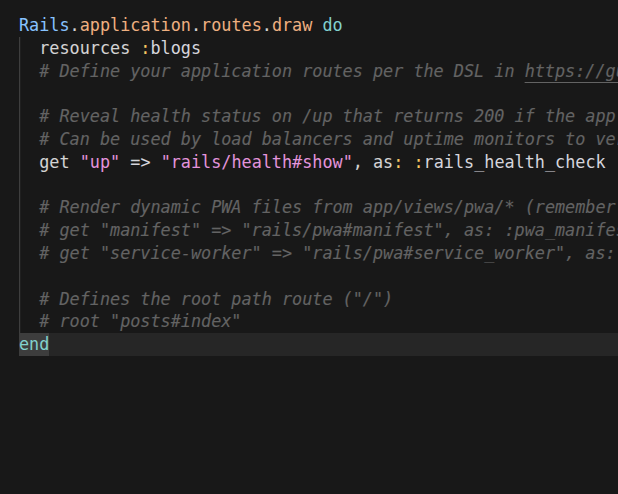 Rails.application.routes.draw do
resources :blogs
# Define your application routes per the DSL in https://g
# Reveal health status on /up that returns 200 if the app
# Can be used by load balancers and uptime monitors to ve
get "up" => "rails/health#show", as: :rails_health_check
# Render dynamic PWA files from app/views/pwa/* (remember
# get "manifest" => "rails/pwa#manifest", as: :pwa_manife
# get "service-worker" => "rails/pwa#service_worker", as:
# Defines the root path route ("/")
# root "posts#index"
end